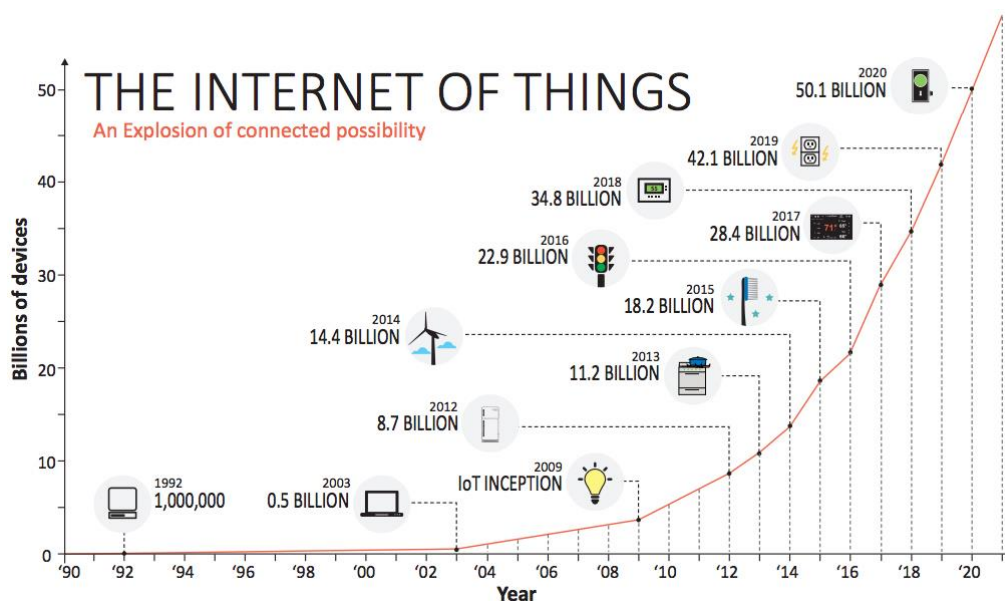 THE INTERNET OF THINGS
An Explosion of connected possibility
Billions of devices
50
40
30
20
10
0
1992
1,000,000
2003
0.5 BILLION
2009
IoT INCEPTION
2012
8.7 BILLION
2013
11.2 BILLION
2014
14.4 BILLION
2015
18.2 BILLION
2016
22.9 BILLION
2017
28.4 BILLION
71°
2018
34.8 BILLION
2019
42.1 BILLION
2020
50.1 BILLION
'90 '92 '94 '96 '98 '00 '02 '04 '06 '08 '10 '12 '14 '16 '18 '20
Year